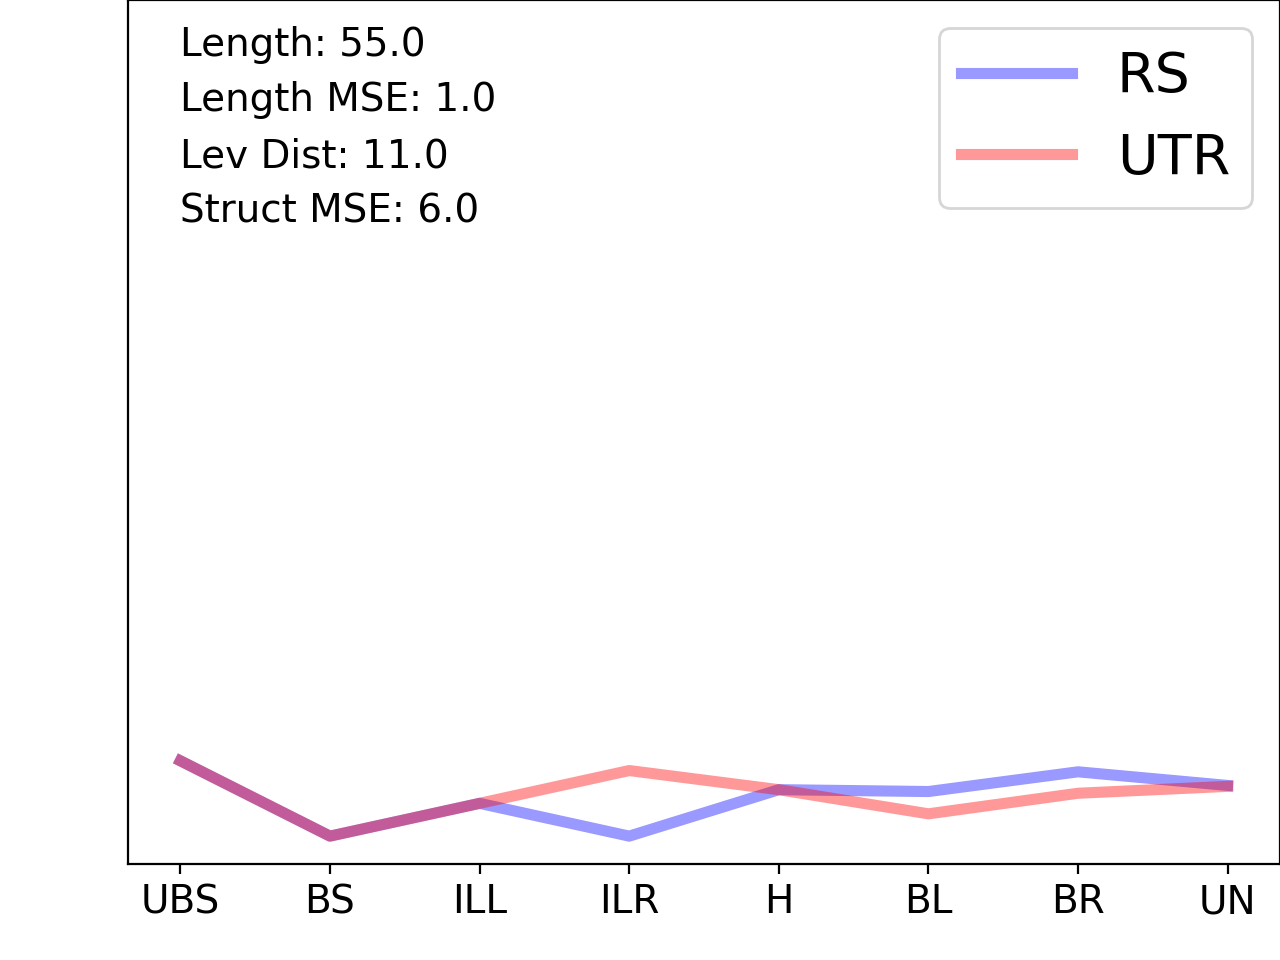 Length: 55.0
Length MSE: 1.0
Lev Dist: 11.0
Struct MSE: 6.0
RS
UTR
UBS BS ILL ILR H BL BR UN